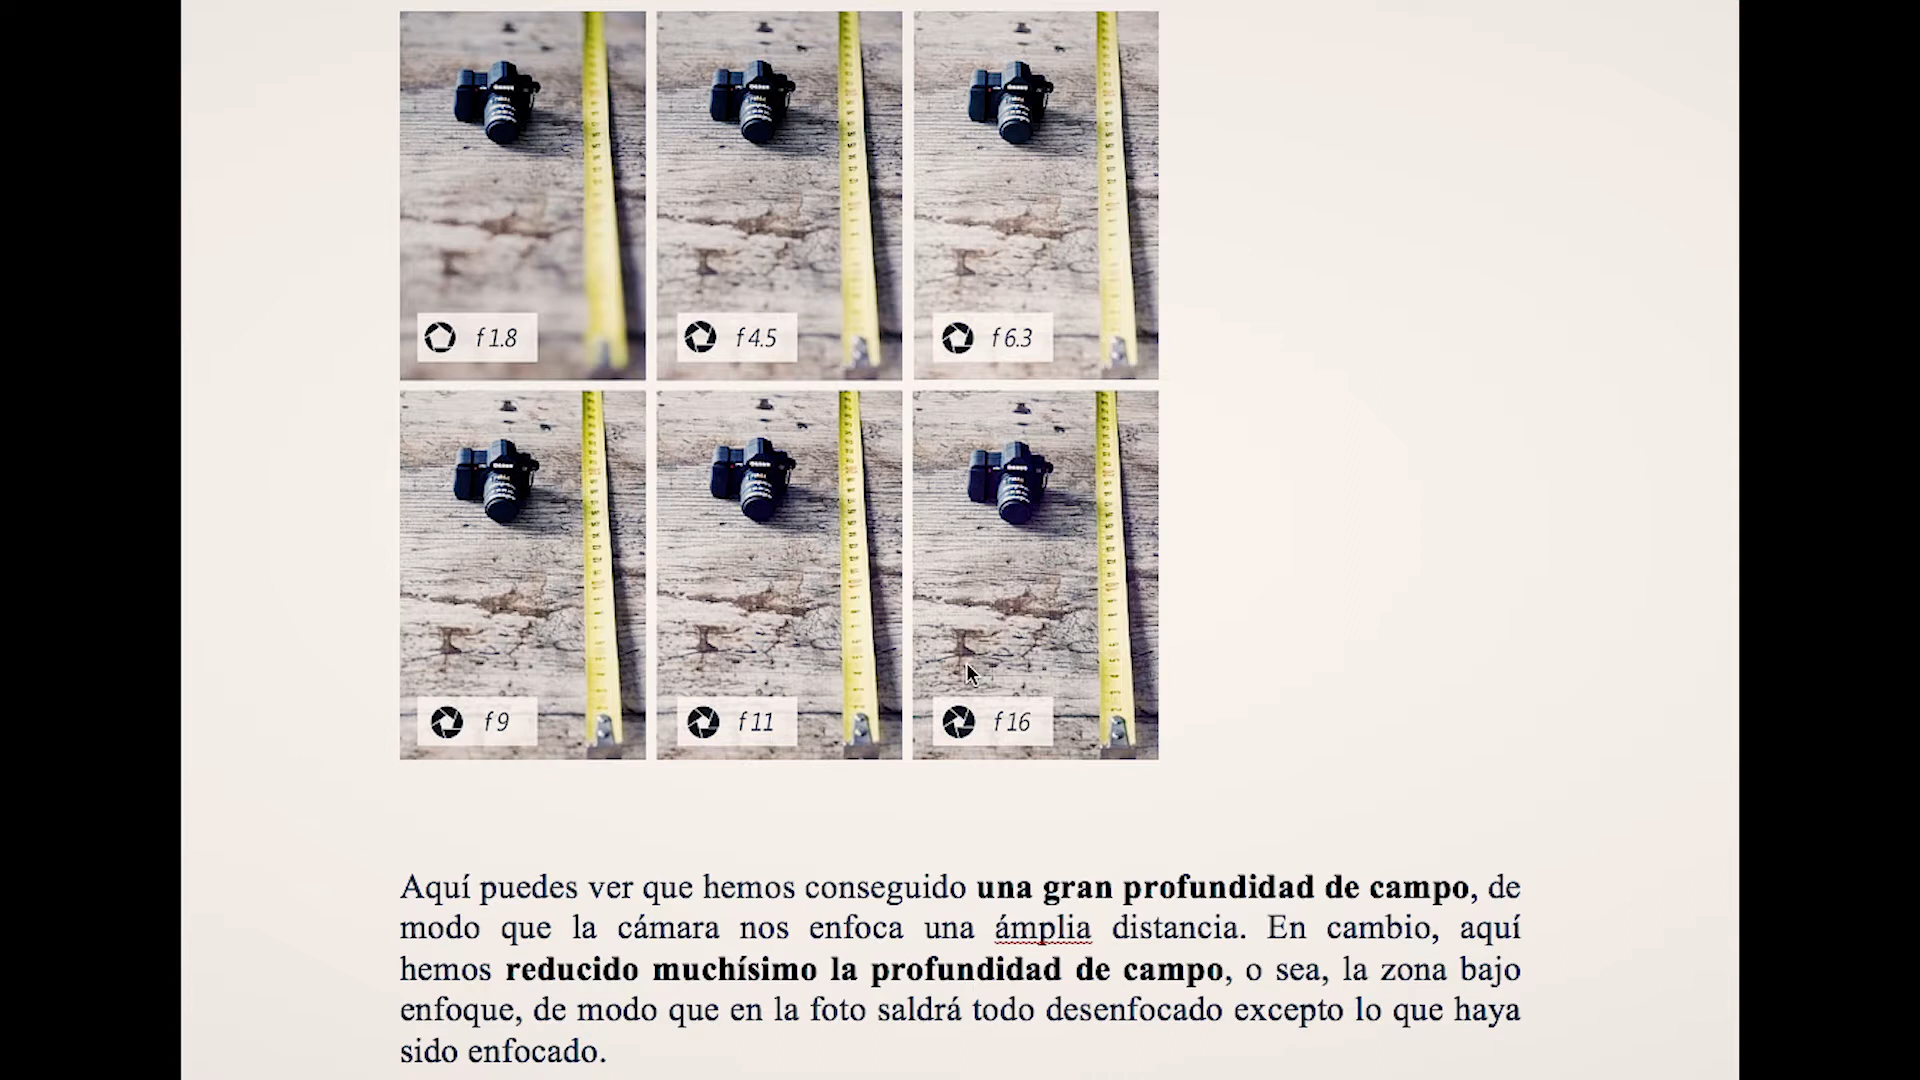 f 1.8
f 4.5
f 6.3
f 9
f 11
f 16
Aquí puedes ver que hemos conseguido una gran profundidad de campo, de
modo que la cámara nos enfoca una ámplia distancia. En cambio, aquí
hemos reducido muchísimo la profundidad de campo, o sea, la zona bajo
enfoque, de modo que en la foto saldrá todo desenfocado excepto lo que haya
sido enfocado.